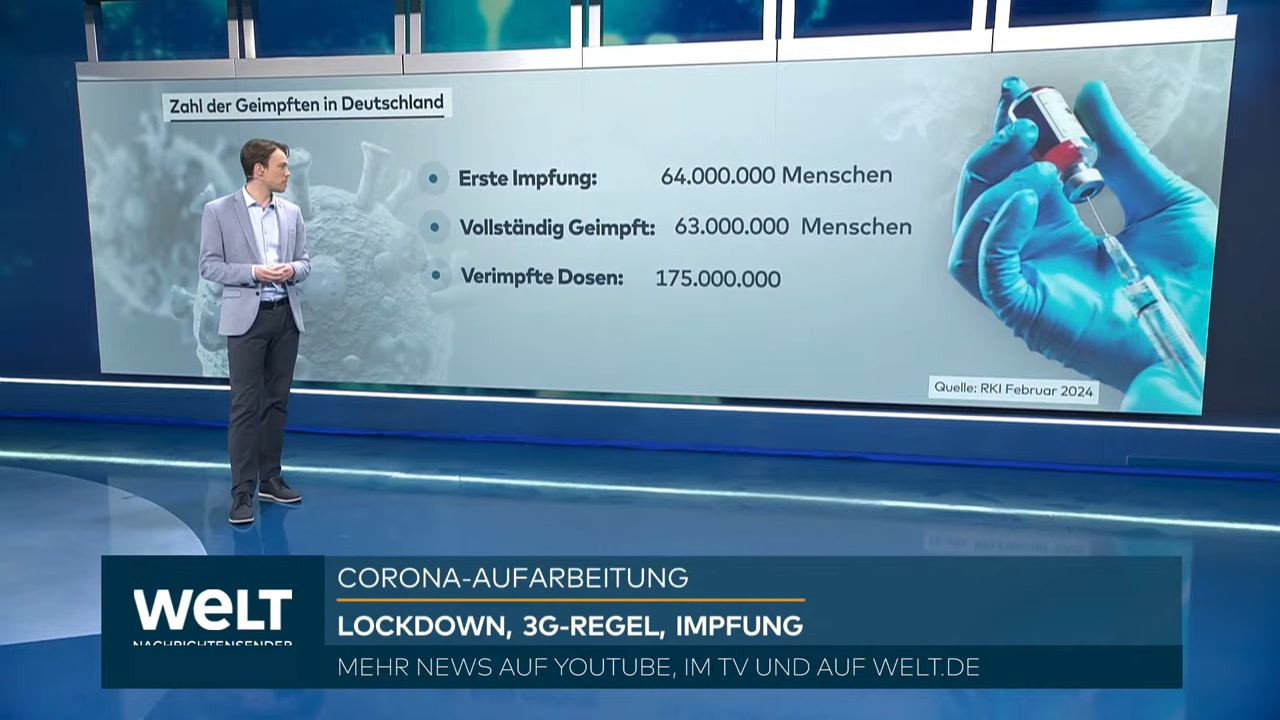 Zahl der Geimpften in Deutschland
Erste Impfung: 64.000.000 Menschen
Vollständig Geimpft: 63.000.000 Menschen
Verimpfte Dosen: 175.000.000
Quelle: RKI Februar 2024
welt
NACHRICHTENSENDER
CORONA-AUFARBEITUNG
LOCKDOWN, 3G-REGEL, IMPFUNG
MEHR NEWS AUF YOUTUBE, IM TV UND AUF WELT.DE